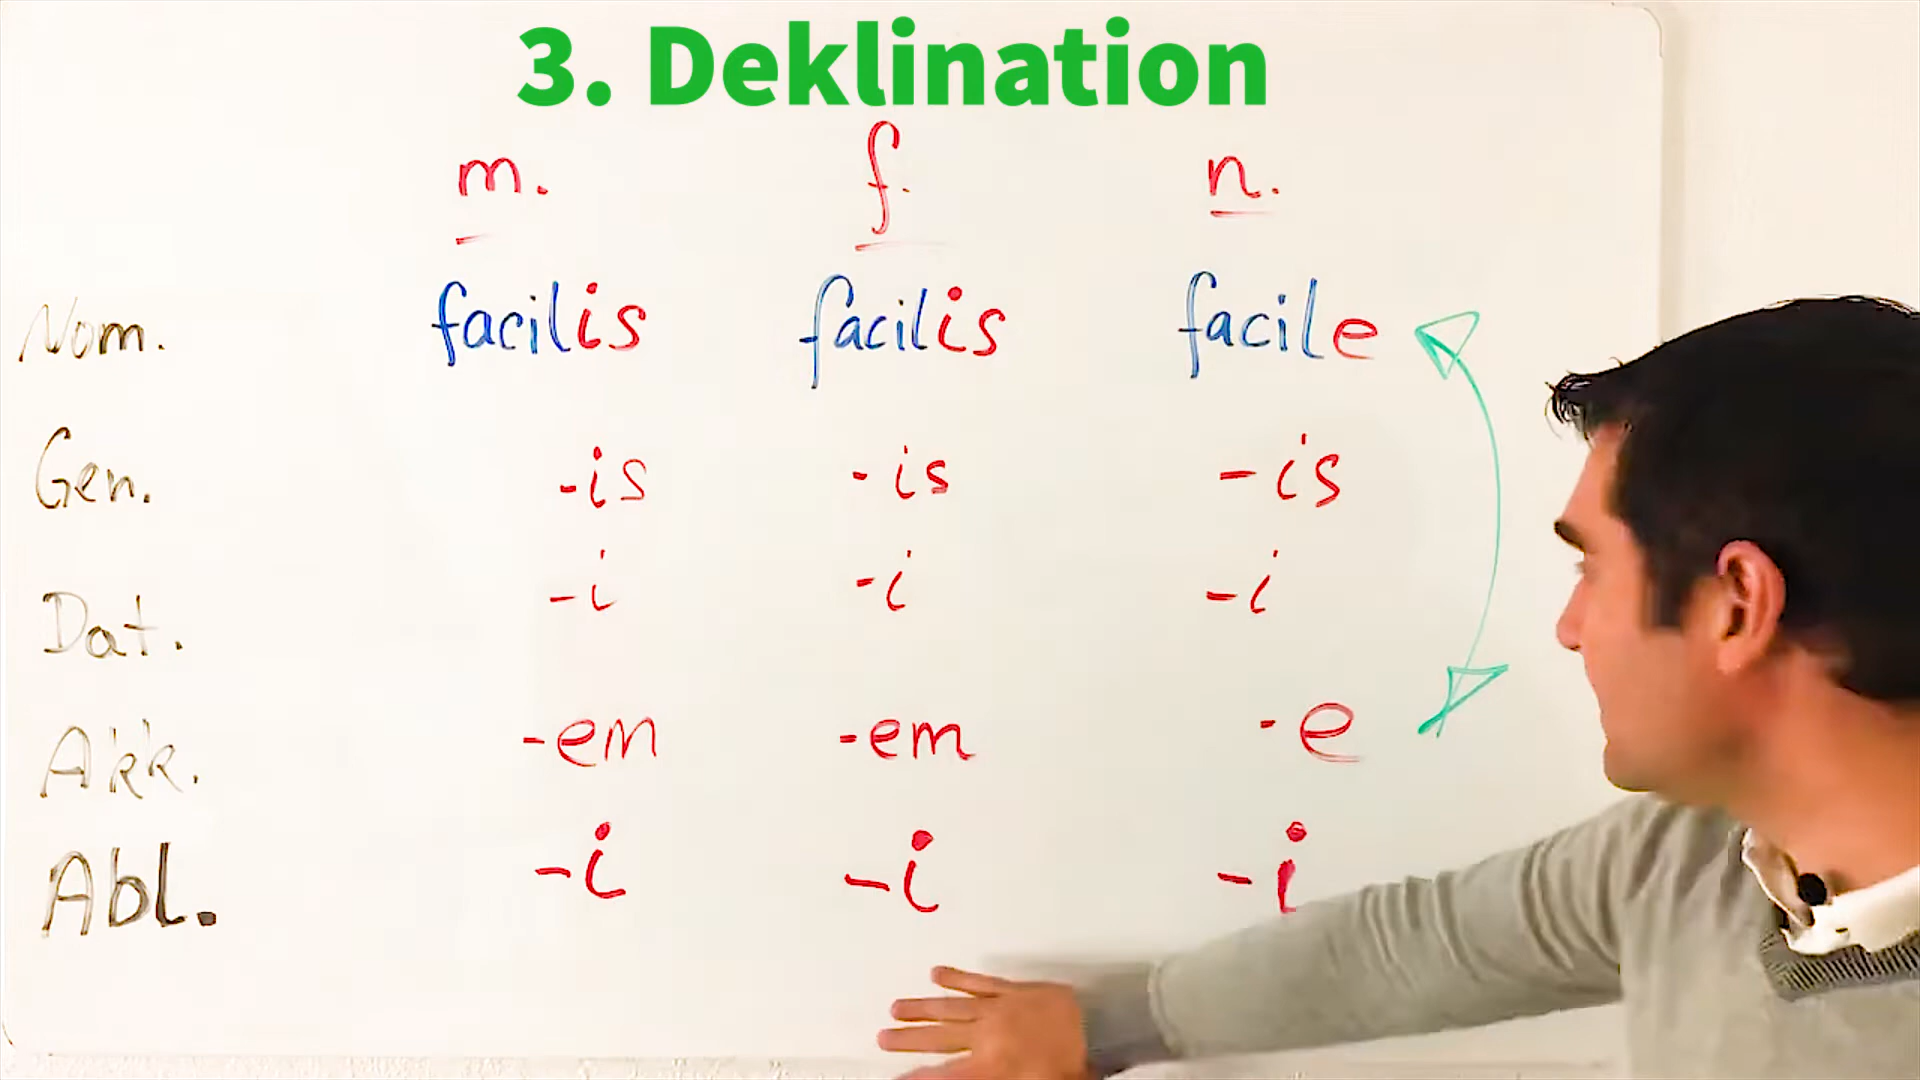 3. Deklination
m. f. n.
Nom. facilis facilis facile
Gen. -is -is -is
Dat. -i -i -i
Akk. -em -em -e
Abl. -i -i -i